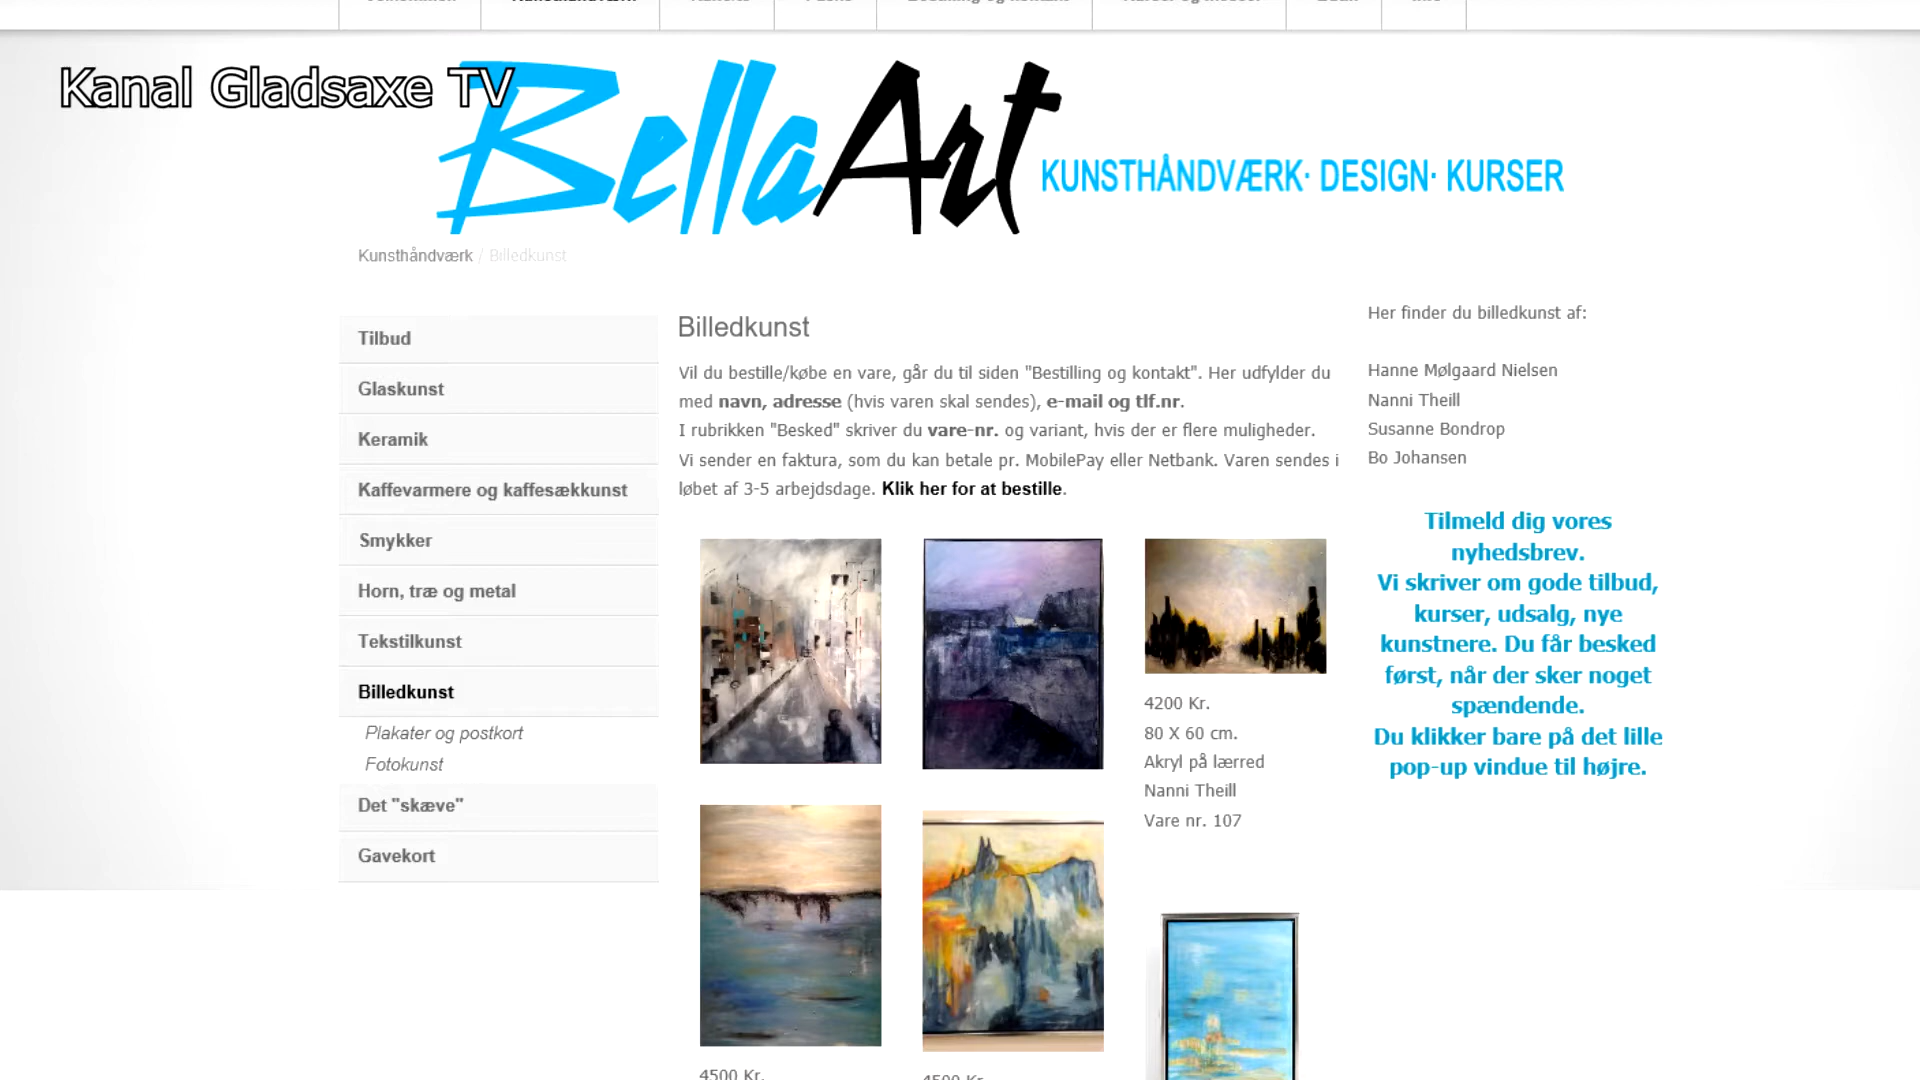 Kanal Gladsaxe TV
BellaArt
KUNSTHÅNDVÆRK· DESIGN· KURSER
Kunsthåndværk / Billedkunst
Tilbud
Glaskunst
Keramik
Kaffevarmere og kaffesækkunst
Smykker
Horn, træ og metal
Tekstilkunst
Billedkunst
Plakater og postkort
Fotokunst
Det "skæve"
Gavekort
Billedkunst
Vil du bestille/købe en vare, går du til siden "Bestilling og kontakt". Her udfylder du
med navn, adresse (hvis varen skal sendes), e-mail og tlf.nr.
I rubrikken "Besked" skriver du vare-nr. og variant, hvis der er flere muligheder.
Vi sender en faktura, som du kan betale pr. MobilePay eller Netbank. Varen sendes i
løbet af 3-5 arbejdsdage. Klik her for at bestille.
4200 Kr.
80 X 60 cm.
Akryl på lærred
Nanni Theill
Vare nr. 107
4500 Kr.
4500 Kr.
Her finder du billedkunst af:
Hanne Mølgaard Nielsen
Nanni Theill
Susanne Bondrop
Bo Johansen
Tilmeld dig vores
nyhedsbrev.
Vi skriver om gode tilbud,
kurser, udsalg, nye
kunstnere. Du får besked
først, når der sker noget
spændende.
Du klikker bare på det lille
pop-up vindue til højre.